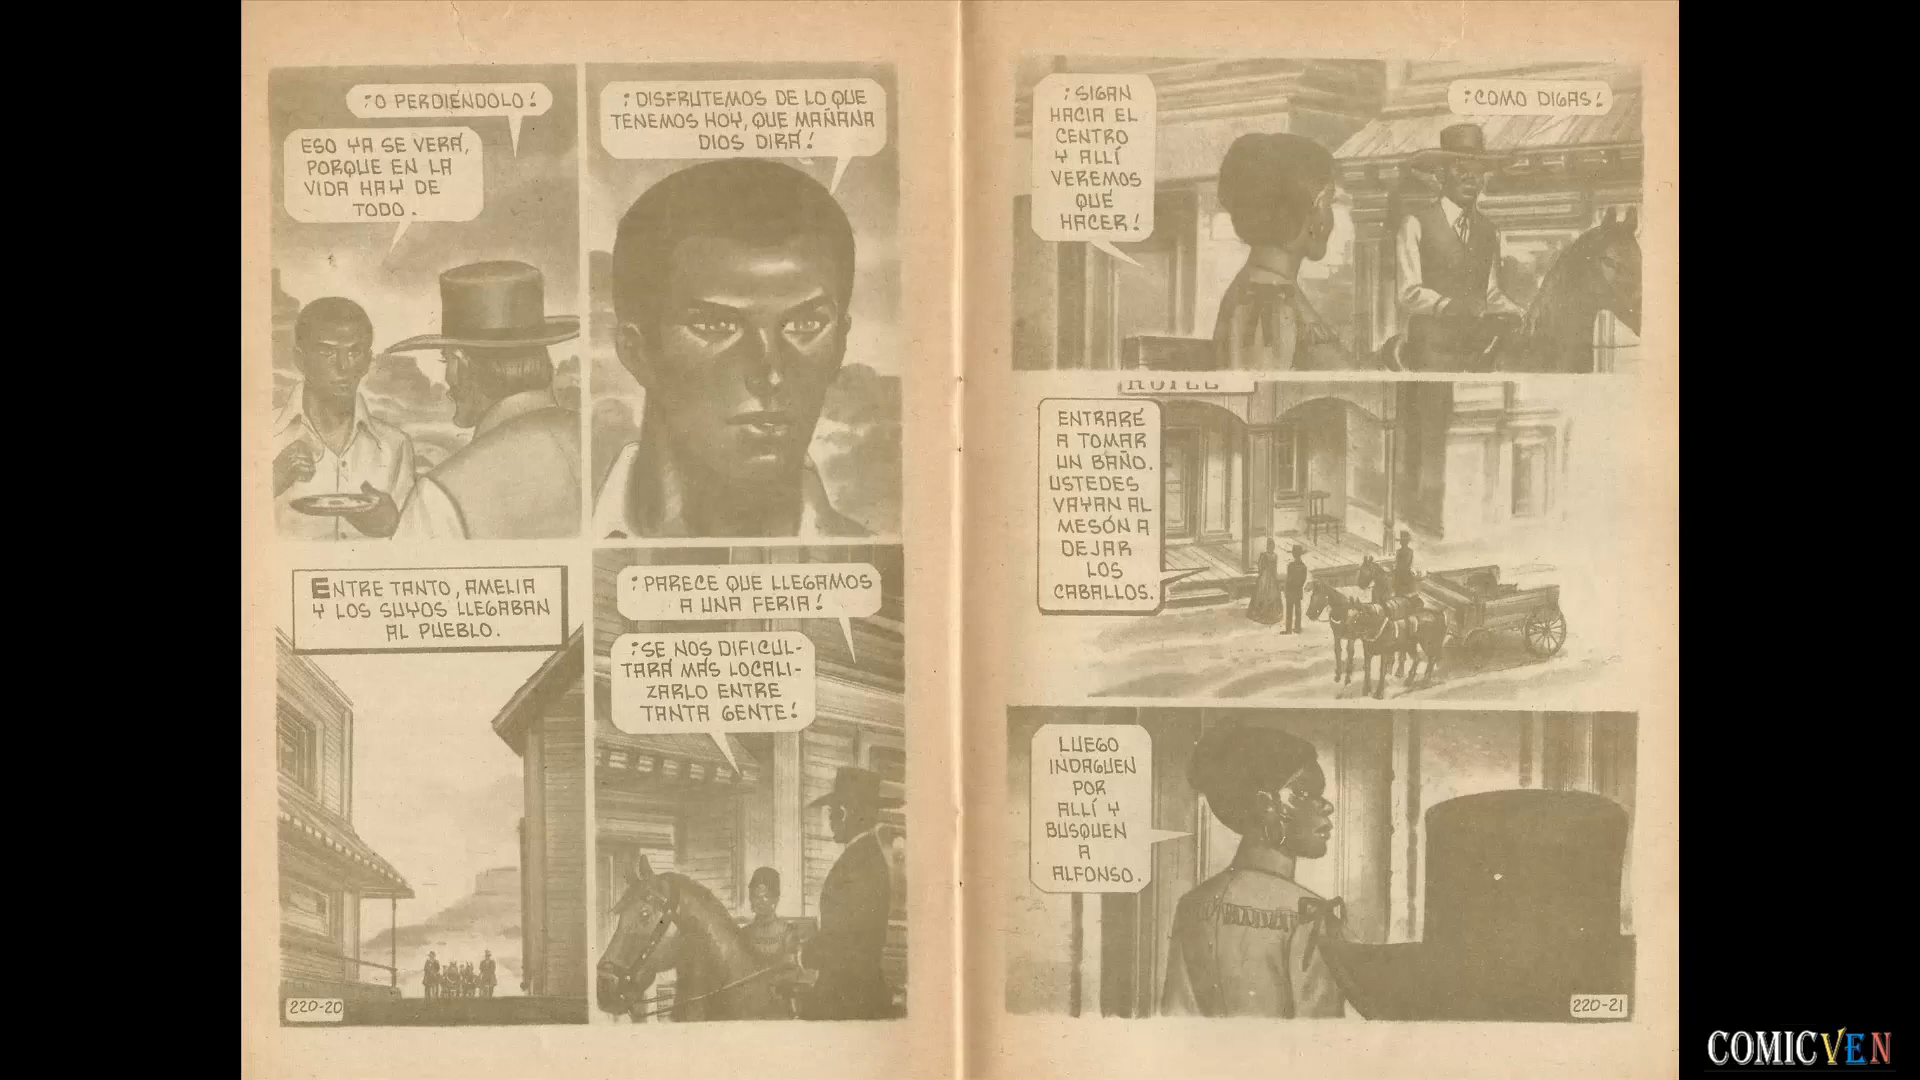 ¡O PERDIÉNDOLO!
ESO YA SE VERÁ,
PORQUE EN LA
VIDA HAY DE
TODO.
¡DISFRUTEMOS DE LO QUE
TENEMOS HOY, QUE MAÑANA
DIOS DIRÁ!
ENTRE TANTO, AMELIA
Y LOS SUYOS LLEGABAN
AL PUEBLO.
¡PARECE QUE LLEGAMOS
A UNA FERIA!
¡SE NOS DIFICUL-
TARÁ MÁS LOCALI-
ZARLO ENTRE
TANTA GENTE!
220-20
¡SIGAN
HACIA EL
CENTRO
Y ALLÍ
VEREMOS
QUÉ
HACER!
¡COMO DIGAS!
HOTEL
ENTRARÉ
A TOMAR
UN BAÑO.
USTEDES
VAYAN AL
MESÓN A
DEJAR
LOS
CABALLOS.
LUEGO
INDAGUEN
POR
ALLÍ Y
BUSQUEN
A
ALFONSO.
220-21
COMICVEN